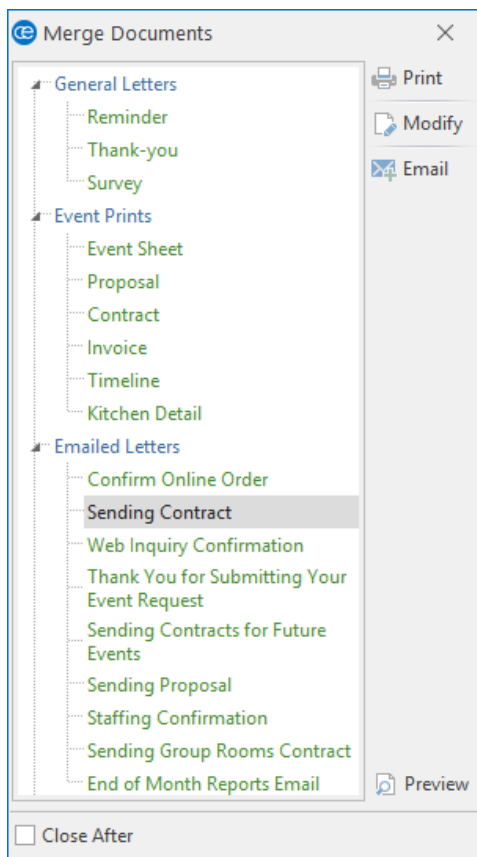 Merge Documents
General Letters
Reminder
Thank-you
Survey
Event Prints
Event Sheet
Proposal
Contract
Invoice
Timeline
Kitchen Detail
Emailed Letters
Confirm Online Order
Sending Contract
Web Inquiry Confirmation
Thank You for Submitting Your
Event Request
Sending Contracts for Future
Events
Sending Proposal
Staffing Confirmation
Sending Group Rooms Contract
End of Month Reports Email
Print
Modify
Email
Preview
Close After